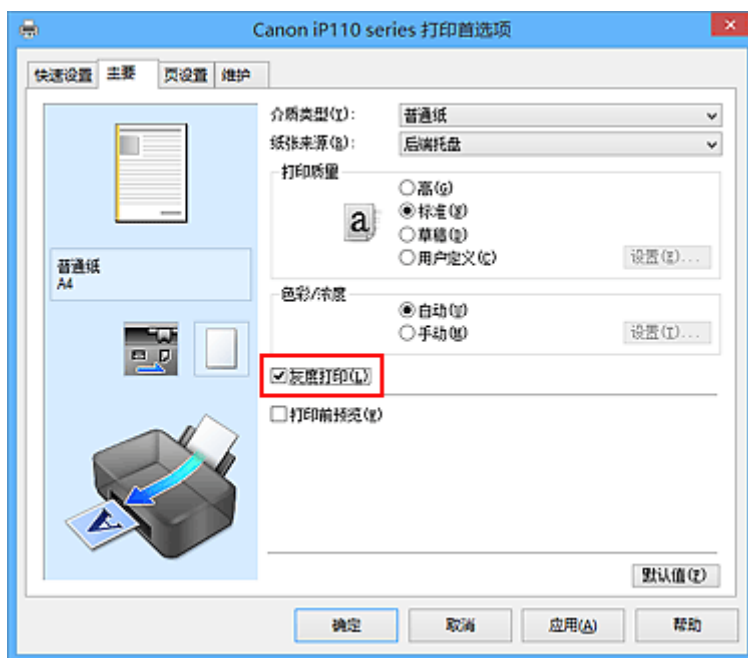 Canon iP110 series 打印首选项
快速设置 主要 页设置 维护
介质类型(Y): 普通纸
纸张来源(B): 后端托盘
打印质量
高(G)
a
标准(N)
草稿(D)
用户定义(C) 设置(E)...
普通纸
A4
色彩/浓度
自动(U)
手动(M) 设置(I)...
灰度打印(L)
打印前预览(W)
A
默认值(F)
确定 取消 应用(A) 帮助